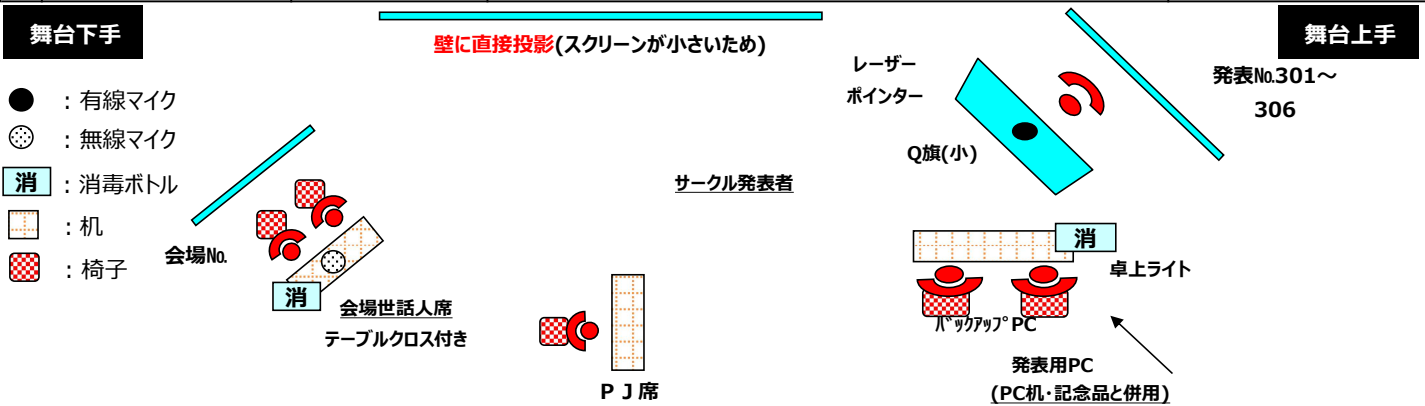 舞台下手
壁に直接投影(スクリーンが小さいため)
舞台上手
レーザー
ポインター
発表№301～
306
：有線マイク
：無線マイク
消 ：消毒ボトル
：机
：椅子
Q旗(小)
サークル発表者
会場№
消
会場世話人席
テーブルクロス付き
ＰＪ席
消
卓上ライト
ﾊﾞｯｸｱｯﾌﾟPC
発表用PC
(PC机･記念品と併用)